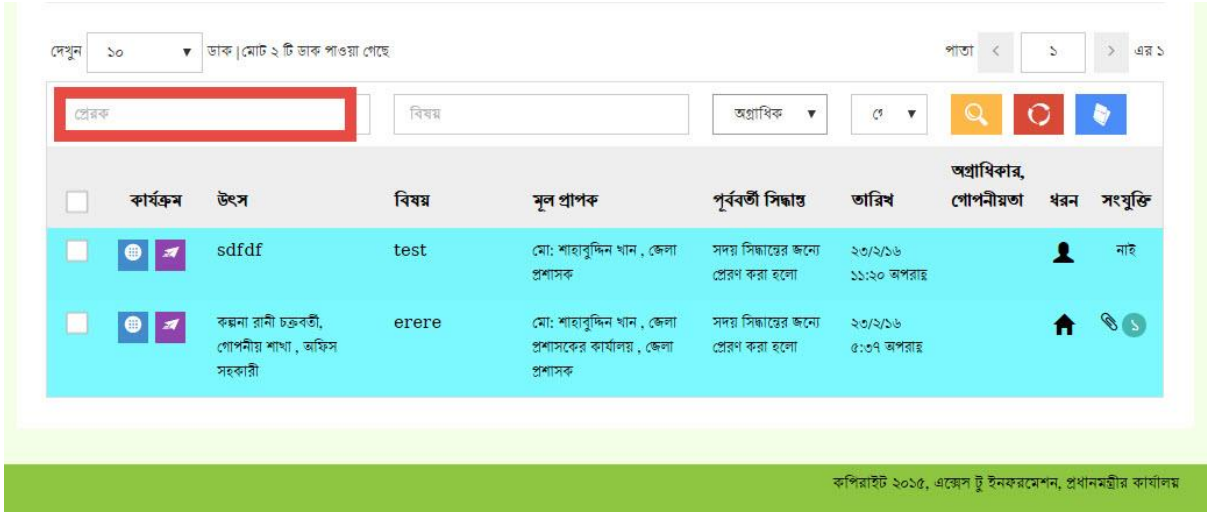 দেখুন ১০ ডাক | মোট ২ টি ডাক পাওয়া গেছে পাতা < ১ > এর ১
প্রেরক বিষয় অগ্রাধিক গে
অগ্রাধিকার,
কার্যক্রম উৎস বিষয় মূল প্রাপক পূর্ববর্তী সিদ্ধান্ত তারিখ গোপনীয়তা ধরন সংযুক্তি
sdfdf test মো: শাহাবুদ্দিন খান , জেলা সদয় সিদ্ধান্তের জন্যে ২৩/২/১৬ নাই
প্রশাসক প্রেরণ করা হলো ১১:২০ অপরাহ্ণ
কল্পনা রানী চক্রবর্তী, erere মো: শাহাবুদ্দিন খান , জেলা সদয় সিদ্ধান্তের জন্যে ২৩/২/১৬ ১
গোপনীয় শাখা , অফিস প্রশাসকের কার্যালয় , জেলা প্রেরণ করা হলো ৫:৩৭ অপরাহ্ণ
সহকারী প্রশাসক
কপিরাইট ২০১৫, এক্সেস টু ইনফরমেশন, প্রধানমন্ত্রীর কার্যালয়